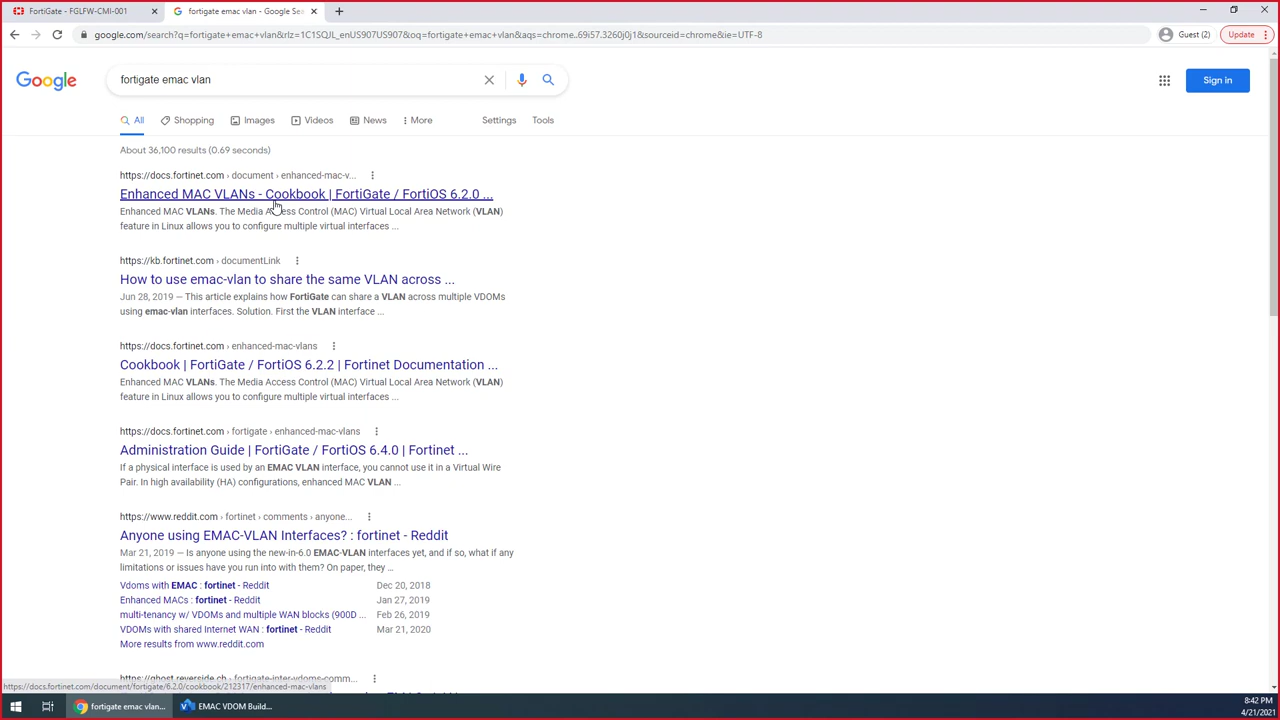 FortiGate - FGLFW-CMI-001
fortigate emac vlan - Google Sea
google.com/search?q=fortigate+emac+vlan&rlz=1C1SQJL_enUS907US907&oq=fortigate+emac+vlan&aqs=chrome..69i57.3260j0j1&sourceid=chrome&ie=UTF-8
Guest (2)
Update
Google
fortigate emac vlan
Sign in
All
Shopping
Images
Videos
News
More
Settings
Tools
About 36,100 results (0.69 seconds)
https://docs.fortinet.com › document › enhanced-mac-v...
Enhanced MAC VLANs - Cookbook | FortiGate / FortiOS 6.2.0 ...
Enhanced MAC VLANs. The Media Access Control (MAC) Virtual Local Area Network (VLAN)
feature in Linux allows you to configure multiple virtual interfaces ...
https://kb.fortinet.com › documentLink
How to use emac-vlan to share the same VLAN across ...
Jun 28, 2019 — This article explains how FortiGate can share a VLAN across multiple VDOMs
using emac-vlan interfaces. Solution. First the VLAN interface ...
https://docs.fortinet.com › enhanced-mac-vlans
Cookbook | FortiGate / FortiOS 6.2.2 | Fortinet Documentation ...
Enhanced MAC VLANs. The Media Access Control (MAC) Virtual Local Area Network (VLAN)
feature in Linux allows you to configure multiple virtual interfaces ...
https://docs.fortinet.com › fortigate › enhanced-mac-vlans
Administration Guide | FortiGate / FortiOS 6.4.0 | Fortinet ...
If a physical interface is used by an EMAC VLAN interface, you cannot use it in a Virtual Wire
Pair. In high availability (HA) configurations, enhanced MAC VLAN ...
https://www.reddit.com › fortinet › comments › anyone...
Anyone using EMAC-VLAN Interfaces? : fortinet - Reddit
Mar 21, 2019 — Is anyone using the new-in-6.0 EMAC-VLAN interfaces yet, and if so, what if any
limitations or issues have you run into with them? On paper, they ...
Vdoms with EMAC : fortinet - Reddit Dec 20, 2018
Enhanced MACs : fortinet - Reddit Jan 27, 2019
multi-tenancy w/ VDOMs and multiple WAN blocks (900D ... Feb 26, 2019
VDOMs with shared Internet WAN : fortinet - Reddit Mar 21, 2020
More results from www.reddit.com
https://ghost.reverside.ch › fortigate-inter-vdoms-comm...
https://docs.fortinet.com/document/fortigate/6.2.0/cookbook/212317/enhanced-mac-vlans
fortigate emac vlan...
EMAC VDOM Build...
8:42 PM
4/21/2021